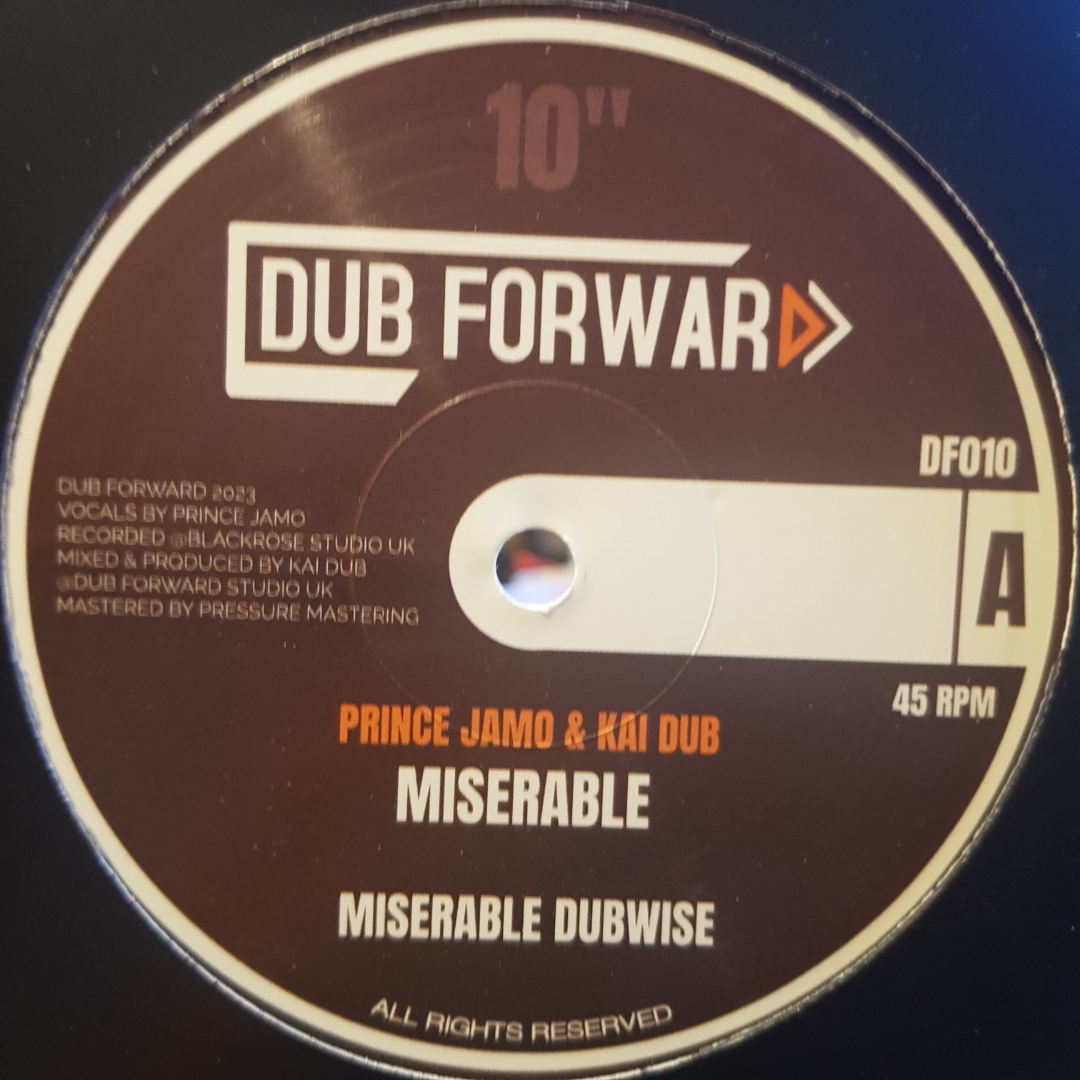 10"
DUB FORWARD
DF010
DUB FORWARD 2023
VOCALS BY PRINCE JAMO
RECORDED @BLACKROSE STUDIO UK
MIXED & PRODUCED BY KAI DUB
@DUB FORWARD STUDIO UK
MASTERED BY PRESSURE MASTERING
A
45 RPM
PRINCE JAMO & KAI DUB
MISERABLE
MISERABLE DUBWISE
ALL RIGHTS RESERVED